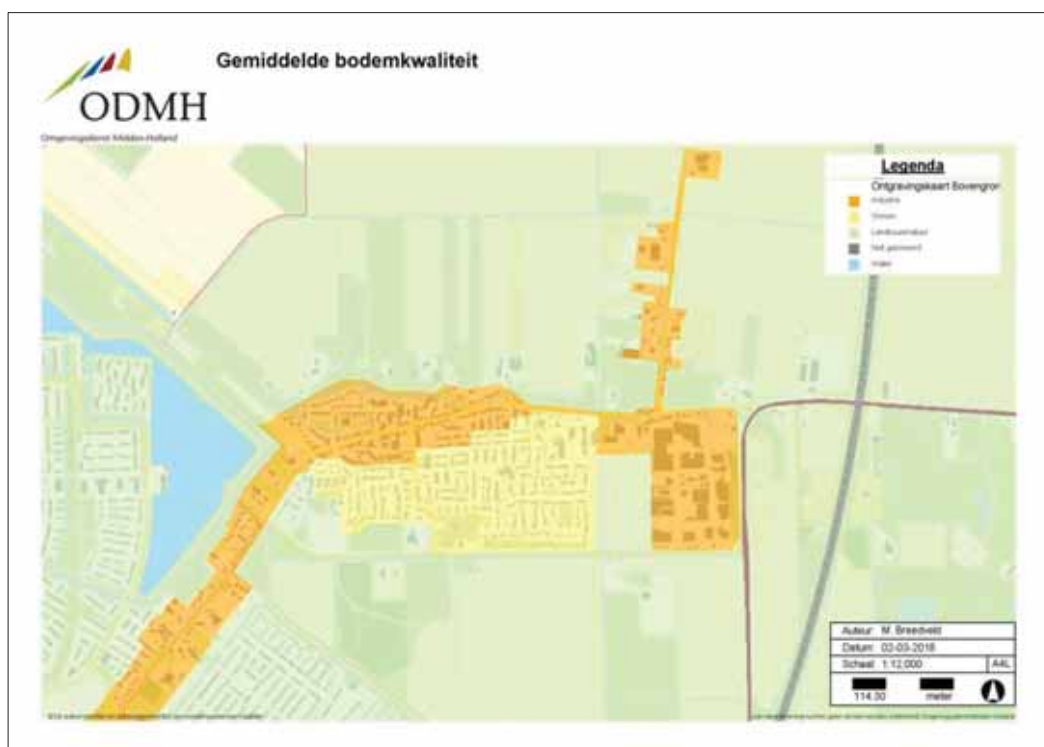 Gemiddelde bodemkwaliteit
ODMH
Omgevingsdienst Midden-Holland
Legenda
Ontgravingskaart Bovengron
Industrie
Wonen
Landbouw/natuur
Niet gezoneerd
Water
Auteur: M. Breedveld
Datum: 02-03-2018
Schaal: 1:12,000
A4L
114.30
meter